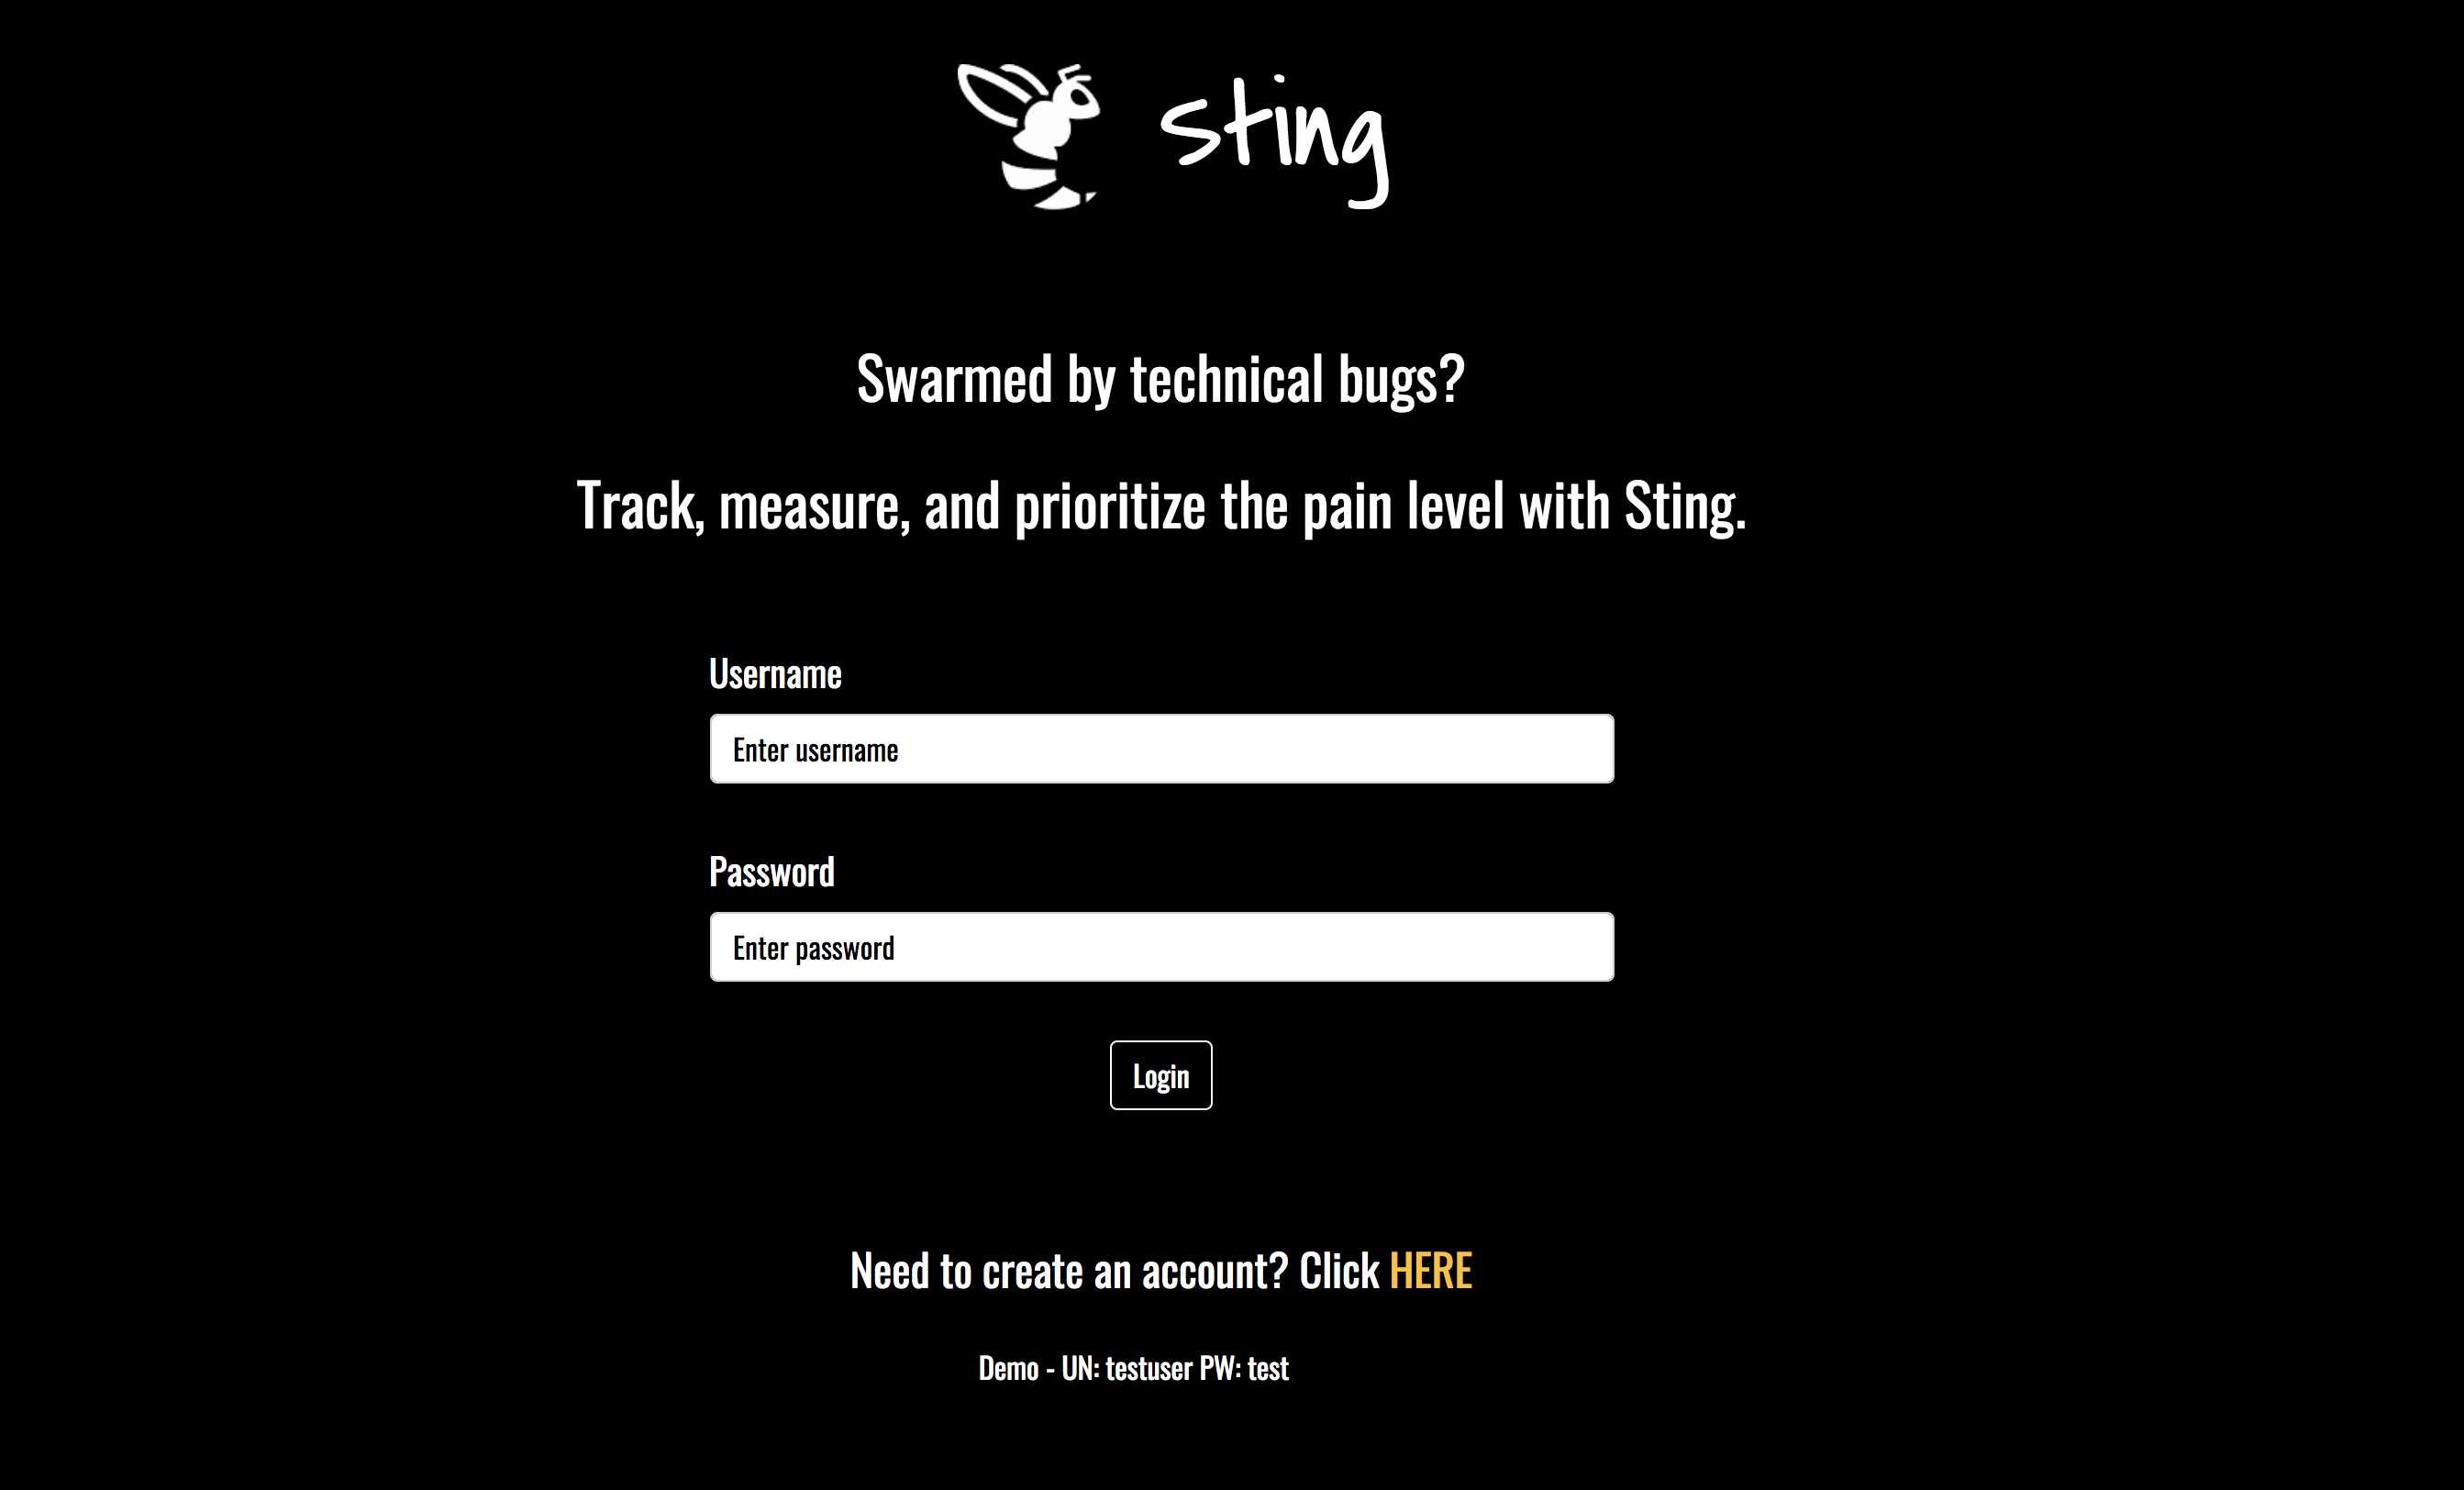 sting
Swarmed by technical bugs?
Track, measure, and prioritize the pain level with Sting.
Username
Enter username
Password
Enter password
Login
Need to create an account? Click HERE
Demo - UN: testuser PW: test